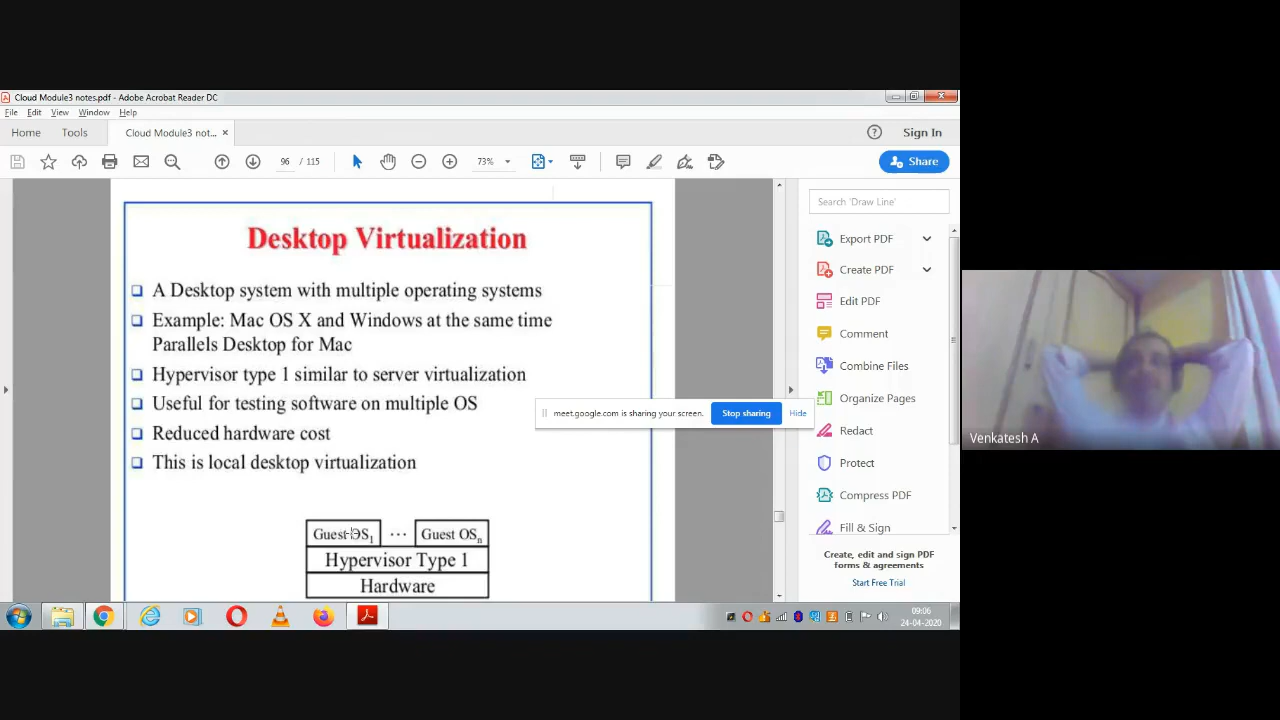 Cloud Module3 notes.pdf - Adobe Acrobat Reader DC
File Edit View Window Help
Home Tools Cloud Module3 not... × Sign In
96 / 115 73% Share
Desktop Virtualization
A Desktop system with multiple operating systems
Example: Mac OS X and Windows at the same time
Parallels Desktop for Mac
Hypervisor type 1 similar to server virtualization
Useful for testing software on multiple OS
Reduced hardware cost
This is local desktop virtualization
Guest OS1 ... Guest OSn
Hypervisor Type 1
Hardware
meet.google.com is sharing your screen. Stop sharing Hide
Search 'Draw Line'
Export PDF
Create PDF
Edit PDF
Comment
Combine Files
Organize Pages
Redact
Protect
Compress PDF
Fill & Sign
Create, edit and sign PDF
forms & agreements
Start Free Trial
09:06
24-04-2020
Venkatesh A